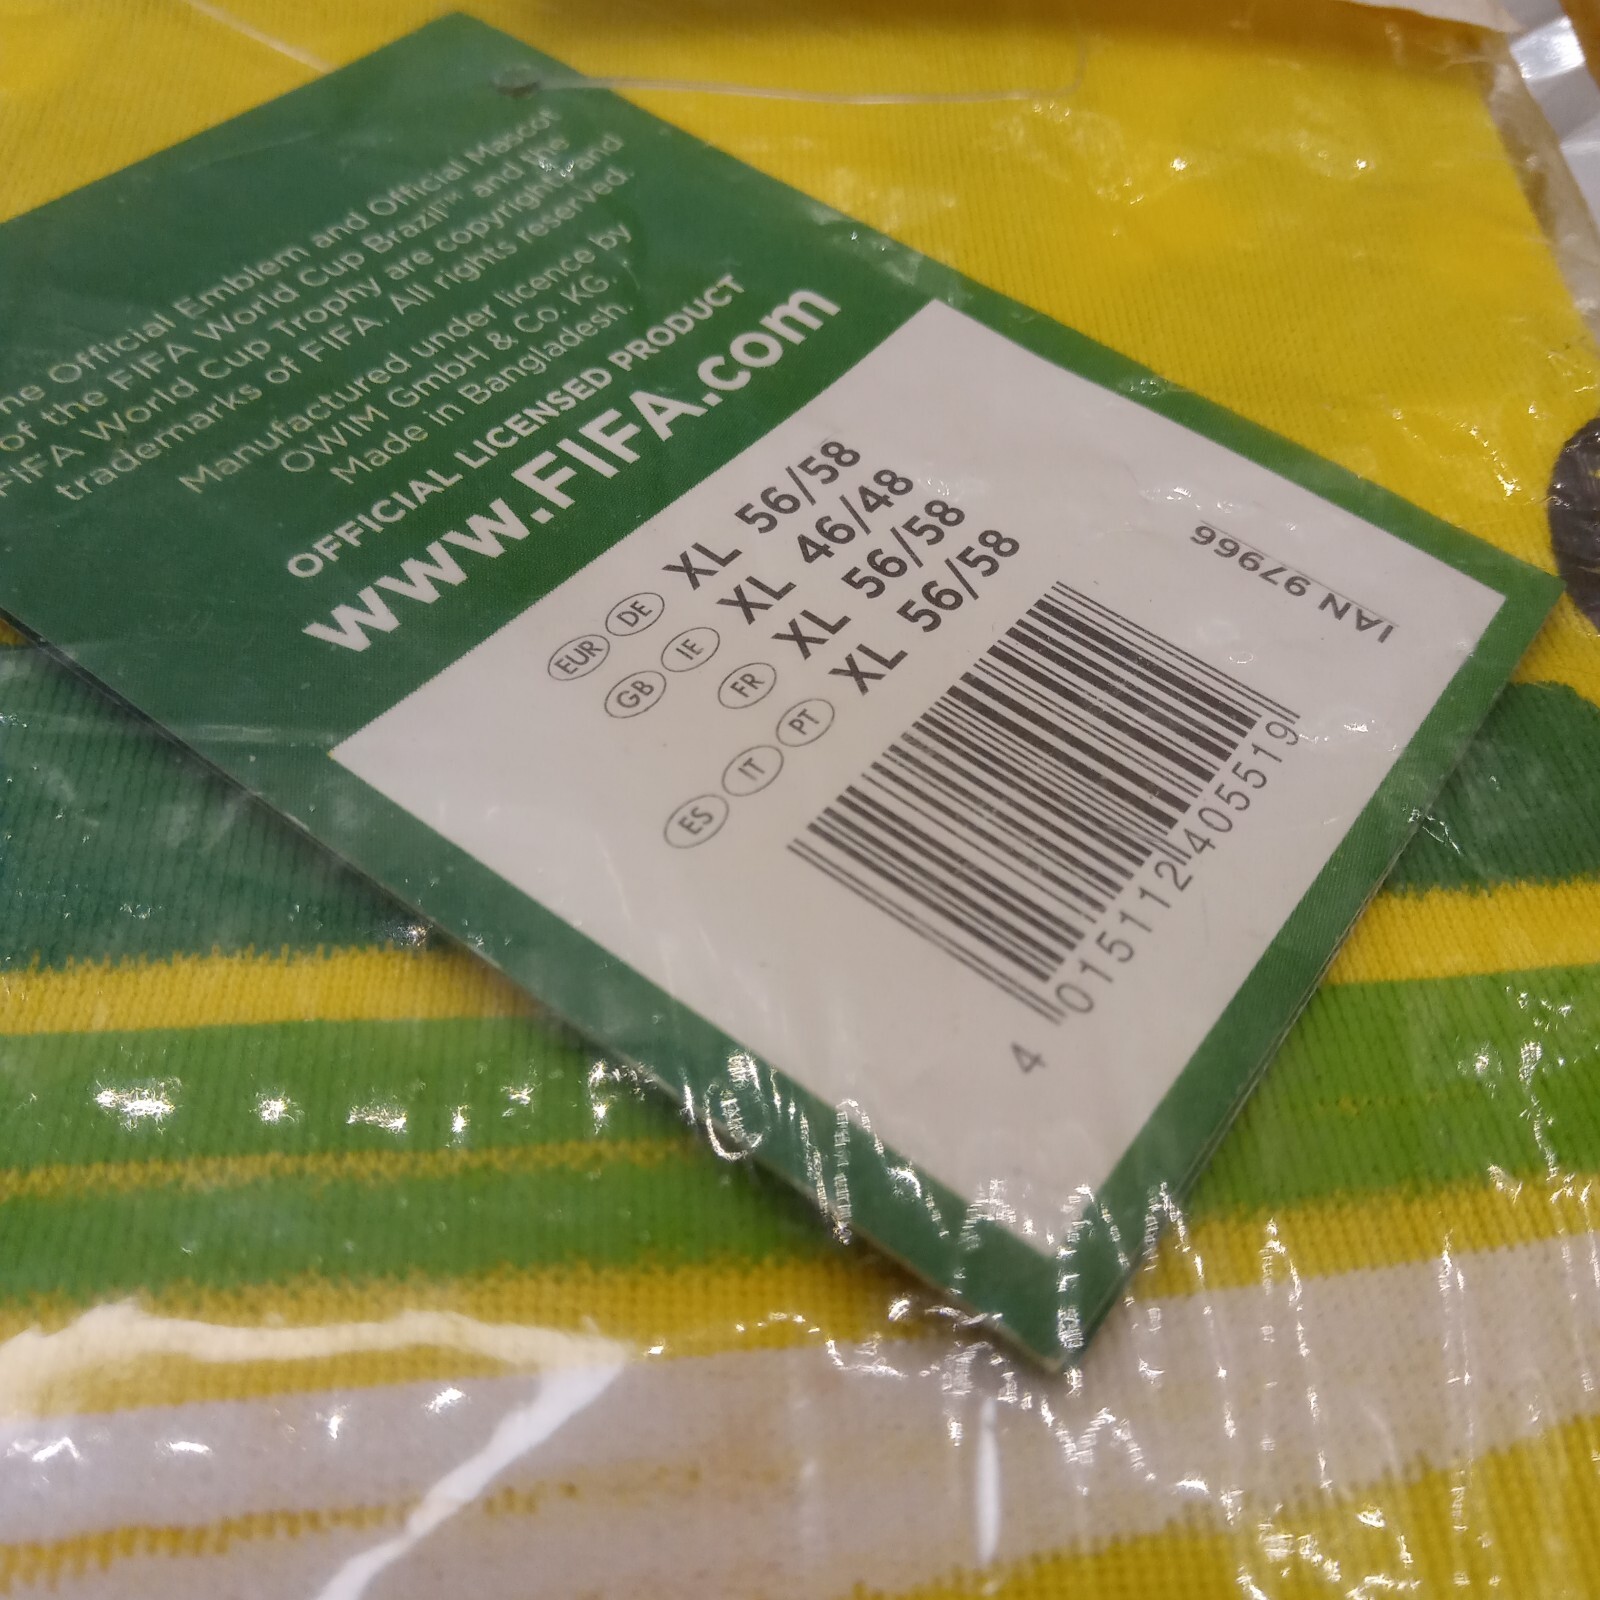 he Official Emblem and Official Mascot
of the FIFA World Cup Brazil™ and the
FIFA World Cup Trophy are copyrights and
trademarks of FIFA. All rights reserved.
Manufactured under licence by
OWIM GmbH & Co. KG.
Made in Bangladesh.
OFFICIAL LICENSED PRODUCT
www.FIFA.com
EUR DE XL 56/58
GB IE XL 46/48
FR XL 56/58
ES IT PT XL 56/58
4 015112 405519
IAN 97966